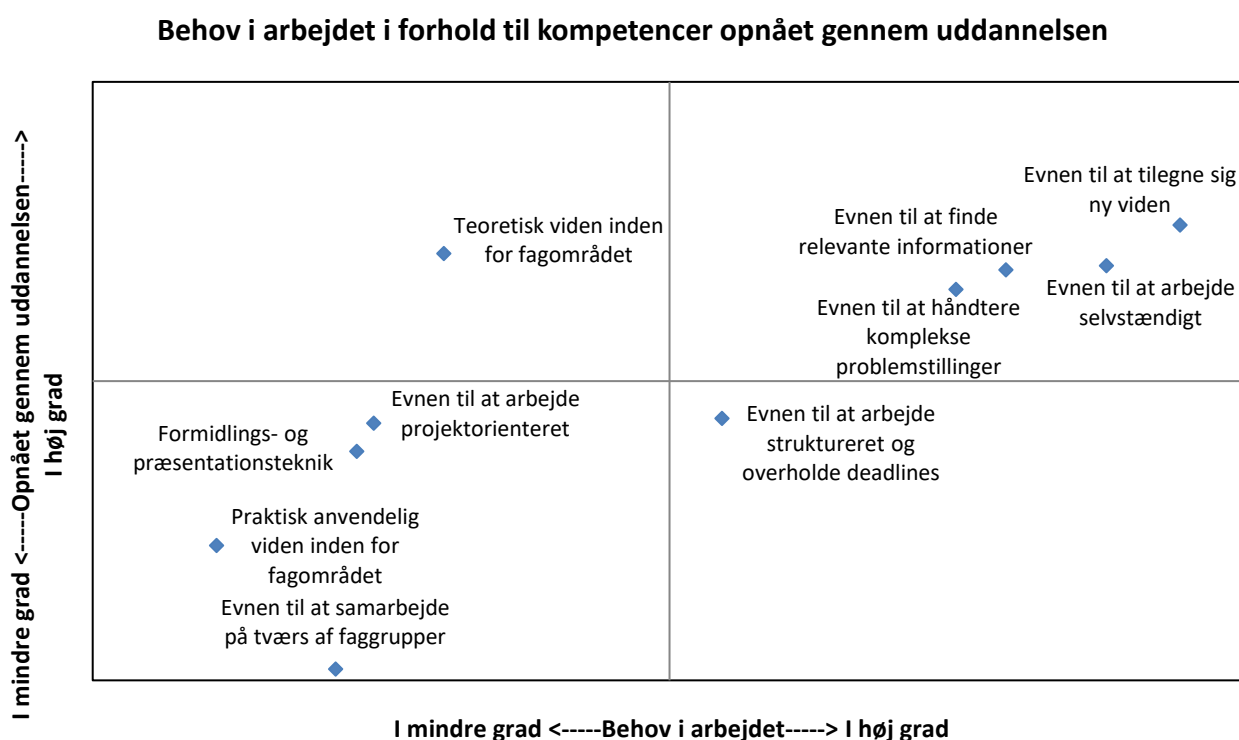 Behov i arbejdet i forhold til kompetencer opnået gennem uddannelsen
I mindre grad <-----Opnået gennem uddannelsen----->
I høj grad
Evnen til at tilegne sig
ny viden
Evnen til at finde
relevante informationer
Teoretisk viden inden
for fagområdet
Evnen til at arbejde
selvstændigt
Evnen til at håndtere
komplekse
problemstillinger
Evnen til at arbejde
projektorienteret
Evnen til at arbejde
struktureret og
overholde deadlines
Formidlings- og
præsentationsteknik
Praktisk anvendelig
viden inden for
fagområdet
Evnen til at samarbejde
på tværs af faggrupper
I mindre grad <-----Behov i arbejdet-----> I høj grad